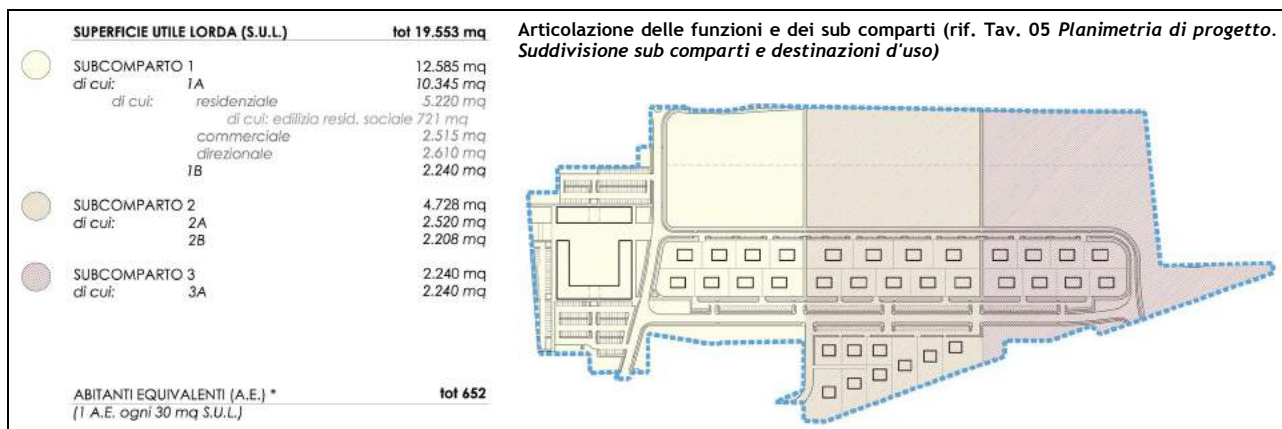 SUPERFICIE UTILE LORDA (S.U.L.) tot 19.553 mq
SUBCOMPARTO 1 12.585 mq
di cui: 1A 10.345 mq
di cui: residenziale 5.220 mq
di cui: edilizia resid. sociale 721 mq
commerciale 2.515 mq
direzionale 2.610 mq
1B 2.240 mq
SUBCOMPARTO 2 4.728 mq
di cui: 2A 2.520 mq
2B 2.208 mq
SUBCOMPARTO 3 2.240 mq
di cui: 3A 2.240 mq
ABITANTI EQUIVALENTI (A.E.) * tot 652
(1 A.E. ogni 30 mq S.U.L.)
Articolazione delle funzioni e dei sub comparti (rif. Tav. 05 Planimetria di progetto.
Suddivisione sub comparti e destinazioni d'uso)